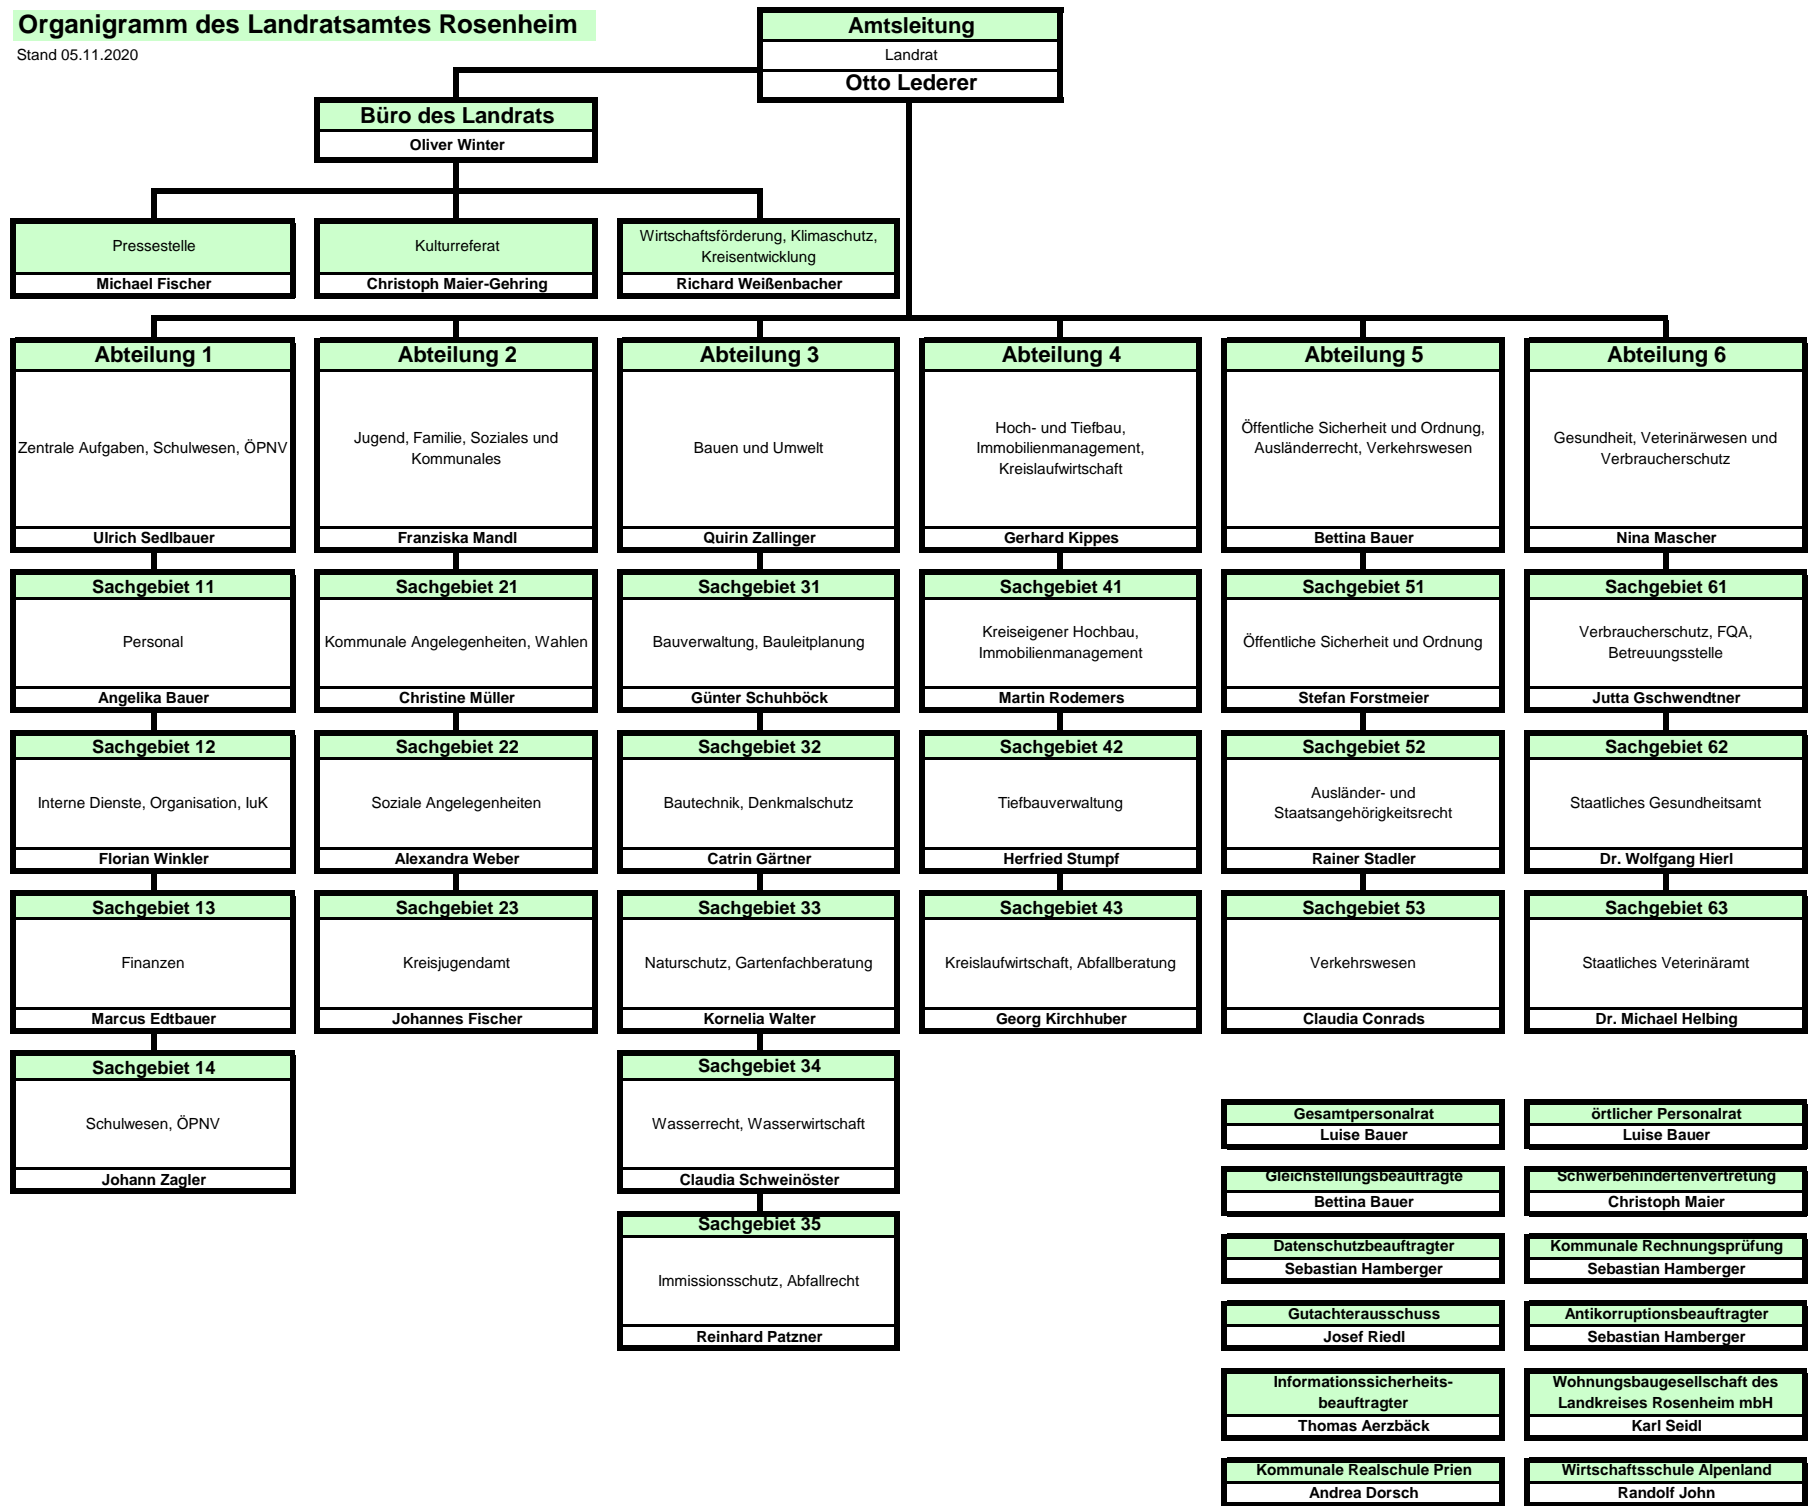 Organigramm des Landratsamtes Rosenheim
Stand 05.11.2020
Amtsleitung
Landrat
Otto Lederer
Büro des Landrats
Oliver Winter
Pressestelle
Michael Fischer
Kulturreferat
Christoph Maier-Gehring
Wirtschaftsförderung, Klimaschutz,
Kreisentwicklung
Richard Weißenbacher
Abteilung 1
Zentrale Aufgaben, Schulwesen, ÖPNV
Ulrich Sedlbauer
Sachgebiet 11
Personal
Angelika Bauer
Sachgebiet 12
Interne Dienste, Organisation, IuK
Florian Winkler
Sachgebiet 13
Finanzen
Marcus Edtbauer
Sachgebiet 14
Schulwesen, ÖPNV
Johann Zagler
Abteilung 2
Jugend, Familie, Soziales und
Kommunales
Franziska Mandl
Sachgebiet 21
Kommunale Angelegenheiten, Wahlen
Christine Müller
Sachgebiet 22
Soziale Angelegenheiten
Alexandra Weber
Sachgebiet 23
Kreisjugendamt
Johannes Fischer
Abteilung 3
Bauen und Umwelt
Quirin Zallinger
Sachgebiet 31
Bauverwaltung, Bauleitplanung
Günter Schuhböck
Sachgebiet 32
Bautechnik, Denkmalschutz
Catrin Gärtner
Sachgebiet 33
Naturschutz, Gartenfachberatung
Kornelia Walter
Sachgebiet 34
Wasserrecht, Wasserwirtschaft
Claudia Schweinöster
Sachgebiet 35
Immissionsschutz, Abfallrecht
Reinhard Patzner
Abteilung 4
Hoch- und Tiefbau,
Immobilienmanagement,
Kreislaufwirtschaft
Gerhard Kippes
Sachgebiet 41
Kreiseigener Hochbau,
Immobilienmanagement
Martin Rodemers
Sachgebiet 42
Tiefbauverwaltung
Herfried Stumpf
Sachgebiet 43
Kreislaufwirtschaft, Abfallberatung
Georg Kirchhuber
Abteilung 5
Öffentliche Sicherheit und Ordnung,
Ausländerrecht, Verkehrswesen
Bettina Bauer
Sachgebiet 51
Öffentliche Sicherheit und Ordnung
Stefan Forstmeier
Sachgebiet 52
Ausländer- und
Staatsangehörigkeitsrecht
Rainer Stadler
Sachgebiet 53
Verkehrswesen
Claudia Conrads
Abteilung 6
Gesundheit, Veterinärwesen und
Verbraucherschutz
Nina Mascher
Sachgebiet 61
Verbraucherschutz, FQA,
Betreuungsstelle
Jutta Gschwendtner
Sachgebiet 62
Staatliches Gesundheitsamt
Dr. Wolfgang Hierl
Sachgebiet 63
Staatliches Veterinäramt
Dr. Michael Helbing
Gesamtpersonalrat
Luise Bauer
örtlicher Personalrat
Luise Bauer
Gleichstellungsbeauftragte
Bettina Bauer
Schwerbehindertenvertretung
Christoph Maier
Datenschutzbeauftragter
Sebastian Hamberger
Kommunale Rechnungsprüfung
Sebastian Hamberger
Gutachterausschuss
Josef Riedl
Antikorruptionsbeauftragter
Sebastian Hamberger
Informationssicherheits-
beauftragter
Thomas Aerzbäck
Wohnungsbaugesellschaft des
Landkreises Rosenheim mbH
Karl Seidl
Kommunale Realschule Prien
Andrea Dorsch
Wirtschaftsschule Alpenland
Randolf John